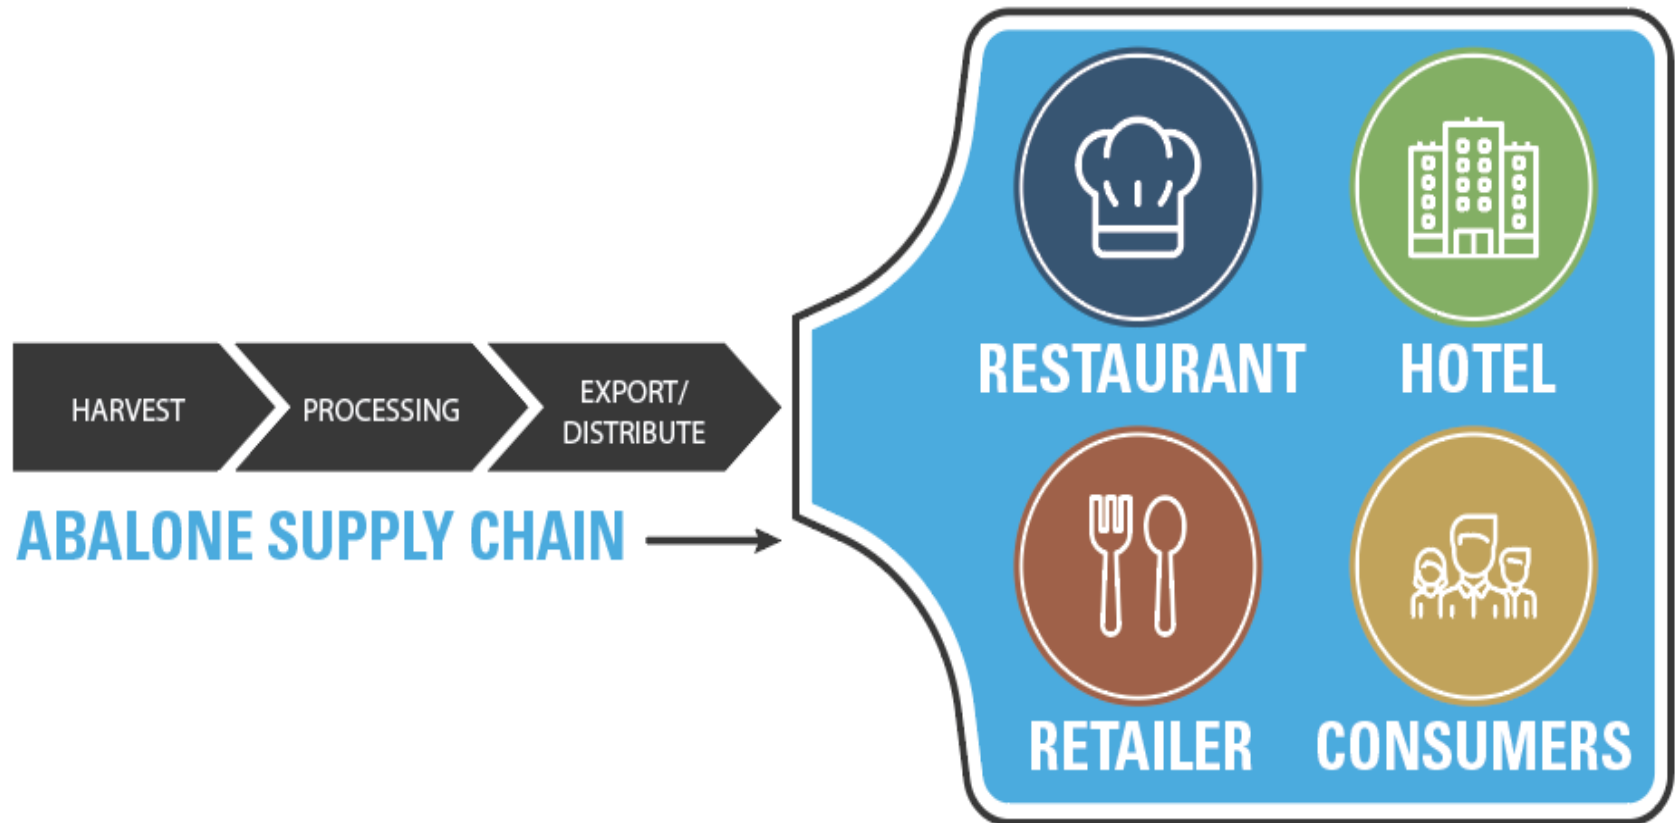 HARVEST
PROCESSING
EXPORT/
DISTRIBUTE
ABALONE SUPPLY CHAIN
RESTAURANT
HOTEL
RETAILER
CONSUMERS